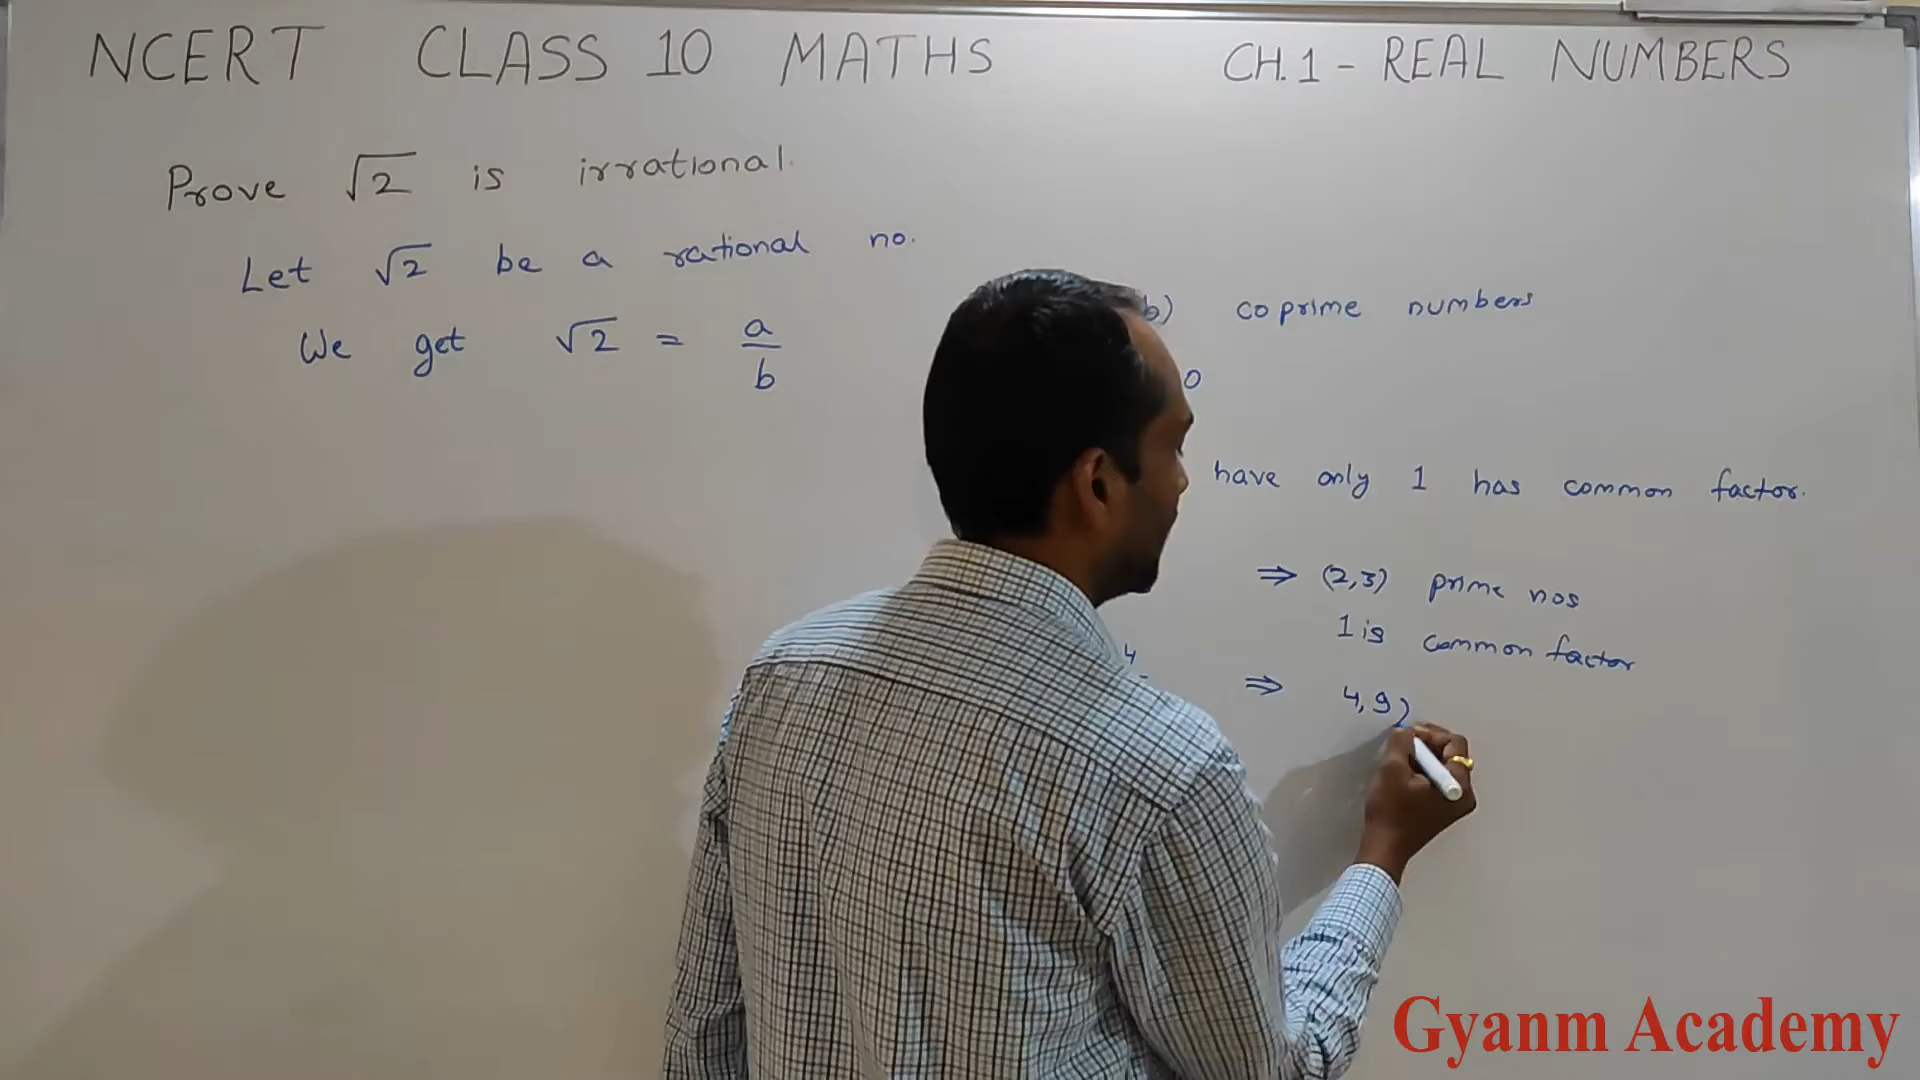 NCERT CLASS 10 MATHS CH.1 - REAL NUMBERS
Prove √2 is irrational.
Let √2 be a rational no.
We get √2 = a/b
b) coprime numbers
0
have only 1 has common factor.
⇒ (2,3) prime nos
1 is common factor
4
⇒ 4,9)
Gyanm Academy